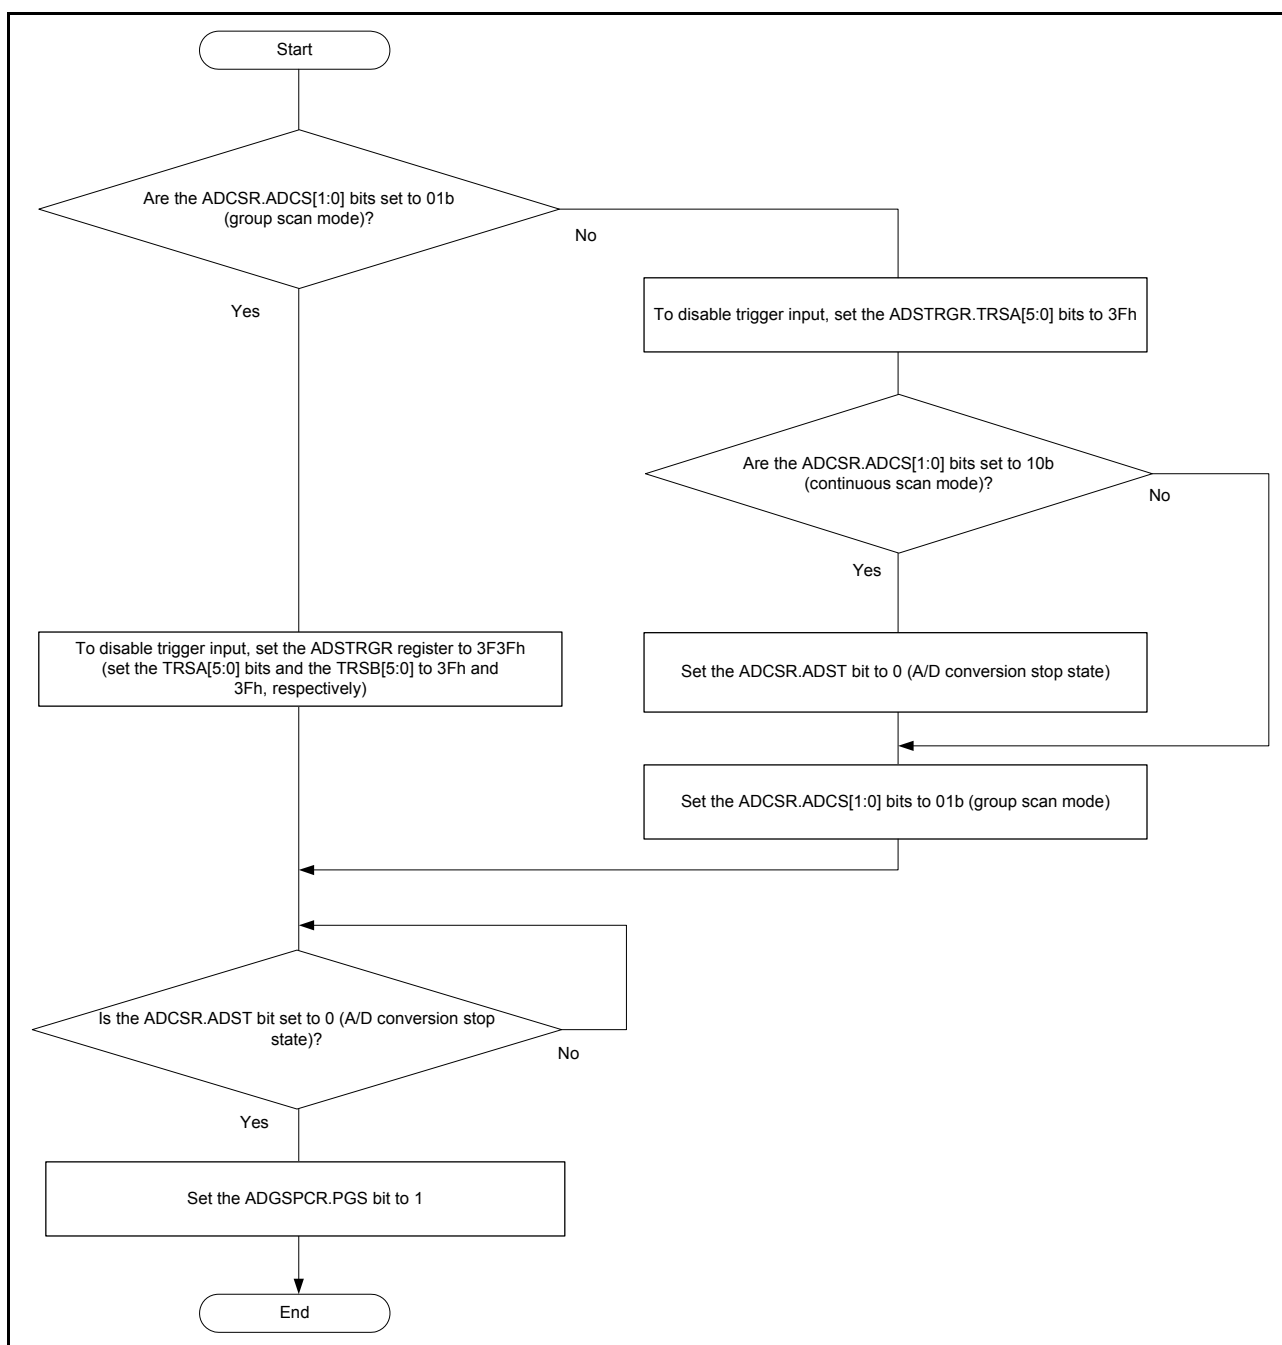 Start
Are the ADCSR.ADCS[1:0] bits set to 01b
(group scan mode)?
No
Yes
To disable trigger input, set the ADSTRGR.TRSA[5:0] bits to 3Fh
Are the ADCSR.ADCS[1:0] bits set to 10b
(continuous scan mode)?
No
Yes
To disable trigger input, set the ADSTRGR register to 3F3Fh
(set the TRSA[5:0] bits and the TRSB[5:0] to 3Fh and
3Fh, respectively)
Set the ADCSR.ADST bit to 0 (A/D conversion stop state)
Set the ADCSR.ADCS[1:0] bits to 01b (group scan mode)
Is the ADCSR.ADST bit set to 0 (A/D conversion stop
state)?
No
Yes
Set the ADGSPCR.PGS bit to 1
End